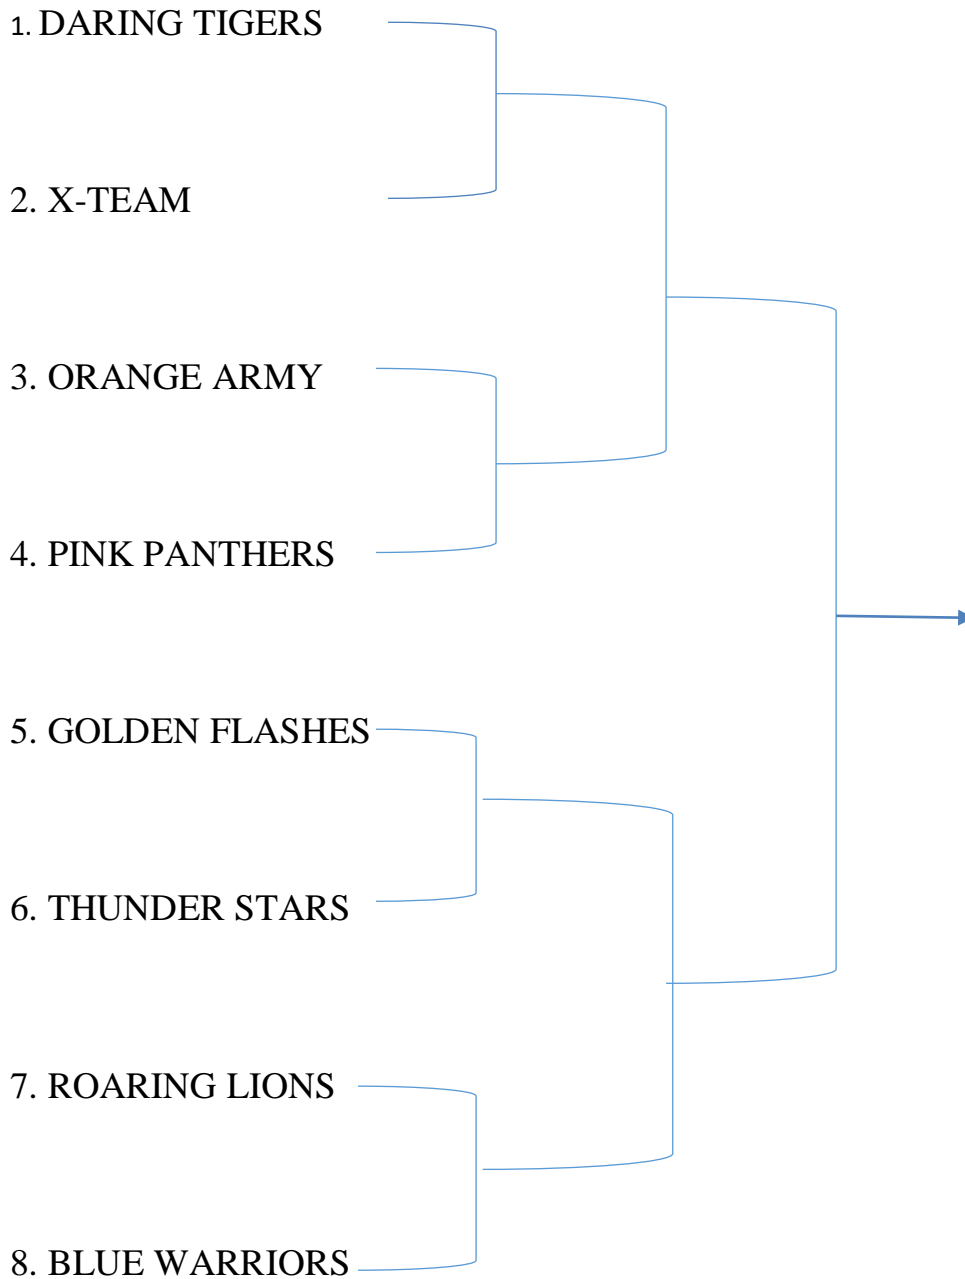 1. DARING TIGERS
2. X-TEAM
3. ORANGE ARMY
4. PINK PANTHERS
5. GOLDEN FLASHES
6. THUNDER STARS
7. ROARING LIONS
8. BLUE WARRIORS